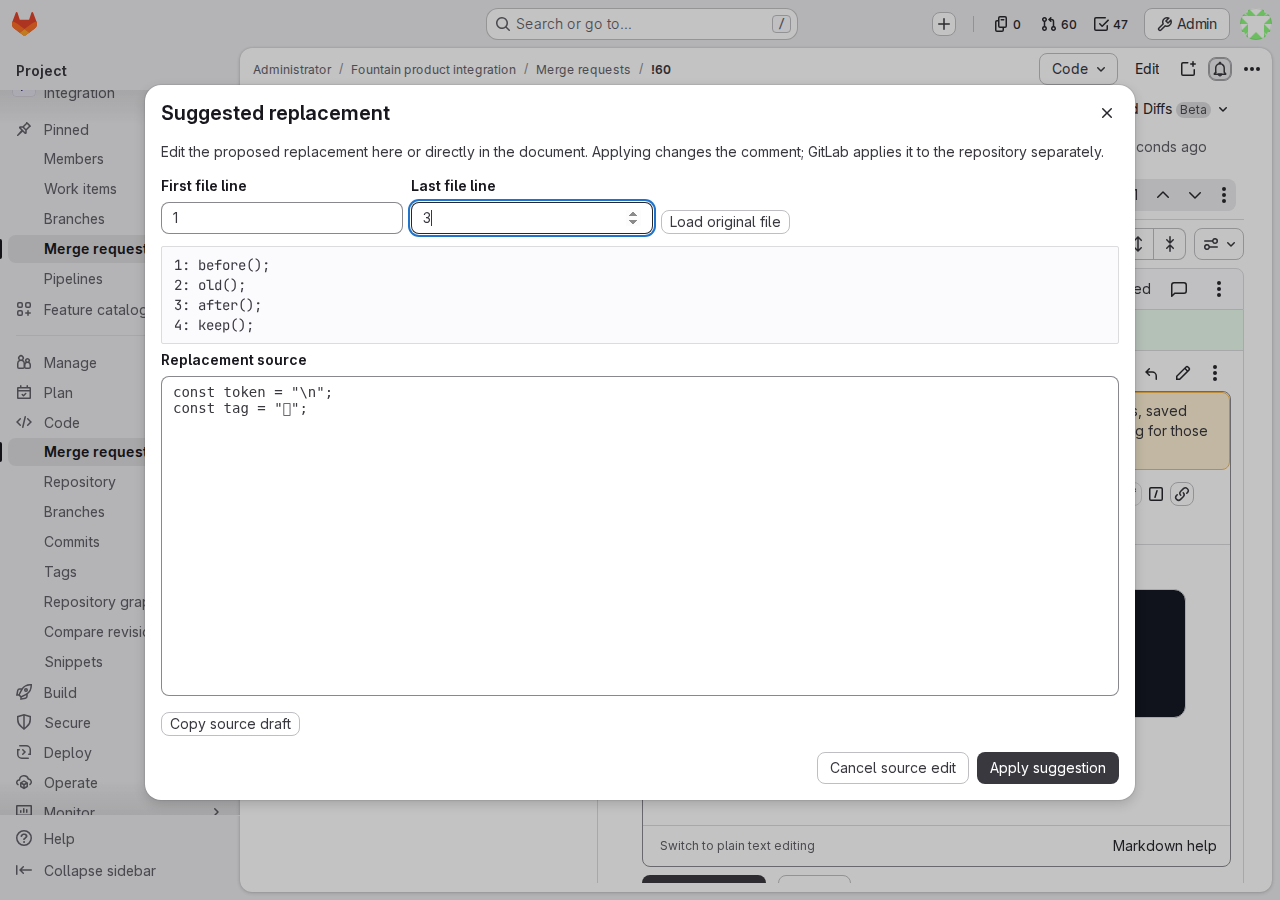 Search or go to...
/
0
60
47
Admin
Project
Administrator / Fountain product integration / Merge requests / !60
Code
Edit
integration
Pinned
Members
Work items
Branches
Merge request
Pipelines
Feature catalog
Manage
Plan
Code
Merge request
Repository
Branches
Commits
Tags
Repository grap
Compare revisio
Snippets
Build
Secure
Deploy
Operate
Monitor
Help
Collapse sidebar
Suggested replacement
Edit the proposed replacement here or directly in the document. Applying changes the comment; GitLab applies it to the repository separately.
First file line
Last file line
1
3
Load original file
1: before();
2: old();
3: after();
4: keep();
Replacement source
const token = "\n";
const tag = "";
Copy source draft
Cancel source edit
Apply suggestion
d Diffs Beta
conds ago
1
ed
s, saved
g for those
Switch to plain text editing
Markdown help